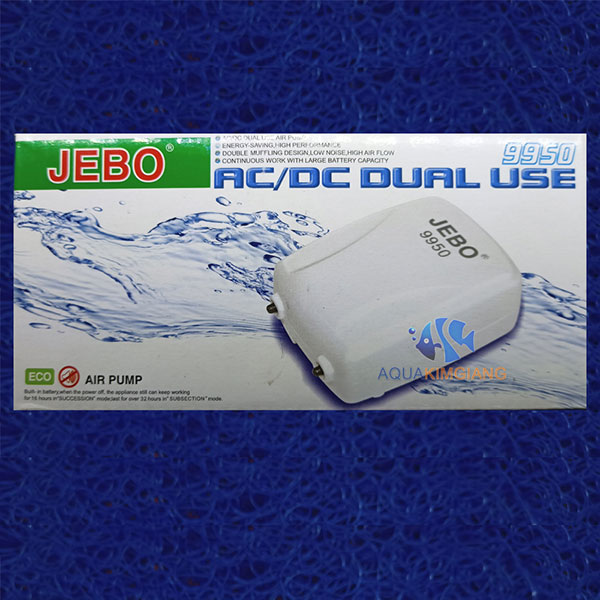 JEBO®
AC/DC DUAL USE AIR PUMP
ENERGY-SAVING,HIGH PERFORMANCE
DOUBLE MUFFLING DESIGN,LOW NOISE,HIGH AIR FLOW
CONTINUOUS WORK WITH LARGE BATTERY CAPACITY
9950
AC/DC DUAL USE
JEBO®
9950
AQUAKIMGIANG
ECO
AIR PUMP
Built-in battery,when the power off, the appliance still can keep working
for 16 hours in"SUCCESSION" mode;last for over 32 hours in"SUBSECTION" mode.